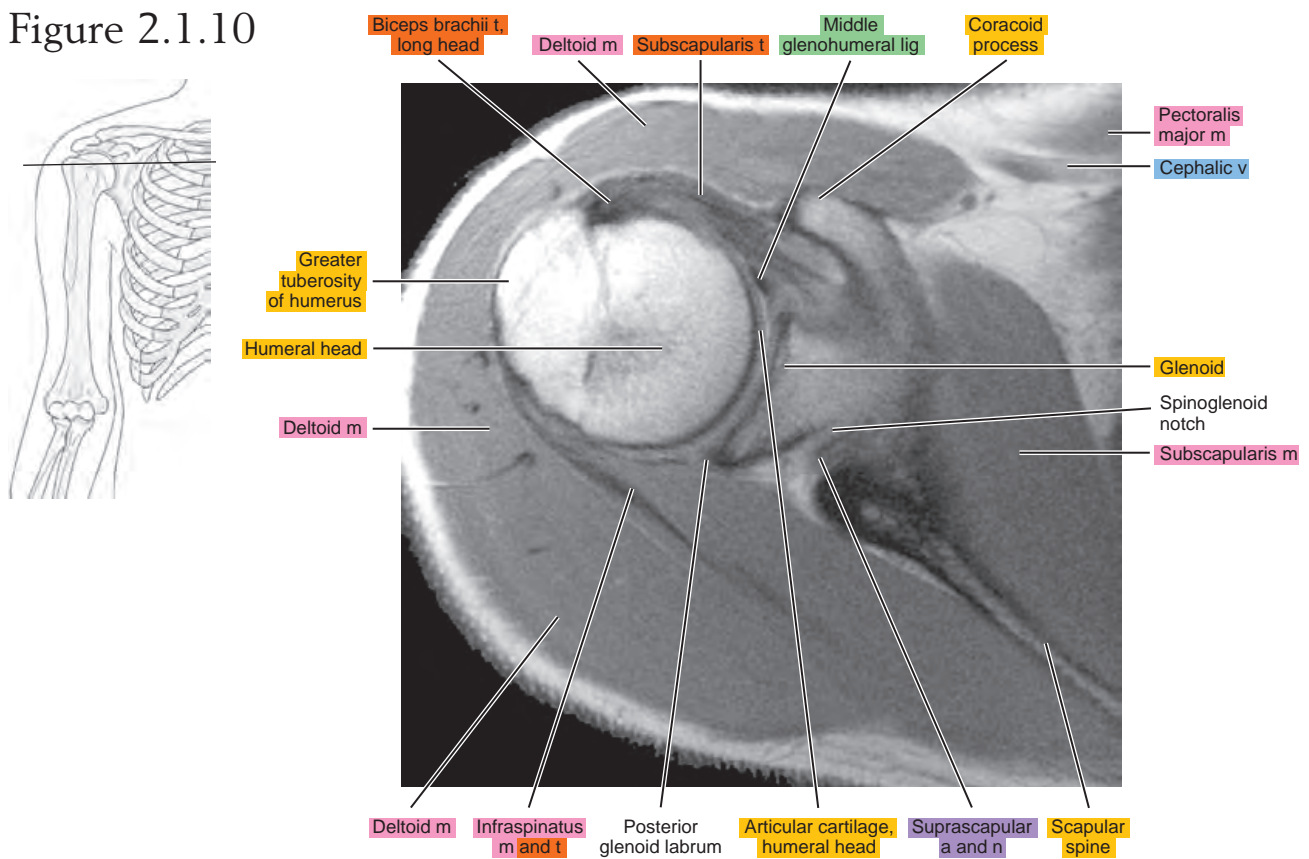 Figure 2.1.10
Biceps brachii t,
long head
Deltoid m
Subscapularis t
Middle
glenohumeral lig
Coracoid
process
Pectoralis
major m
Cephalic v
Greater
tuberosity
of humerus
Humeral head
Glenoid
Spinoglenoid
notch
Deltoid m
Subscapularis m
Deltoid m
Infraspinatus
m and t
Posterior
glenoid labrum
Articular cartilage,
humeral head
Suprascapular
a and n
Scapular
spine